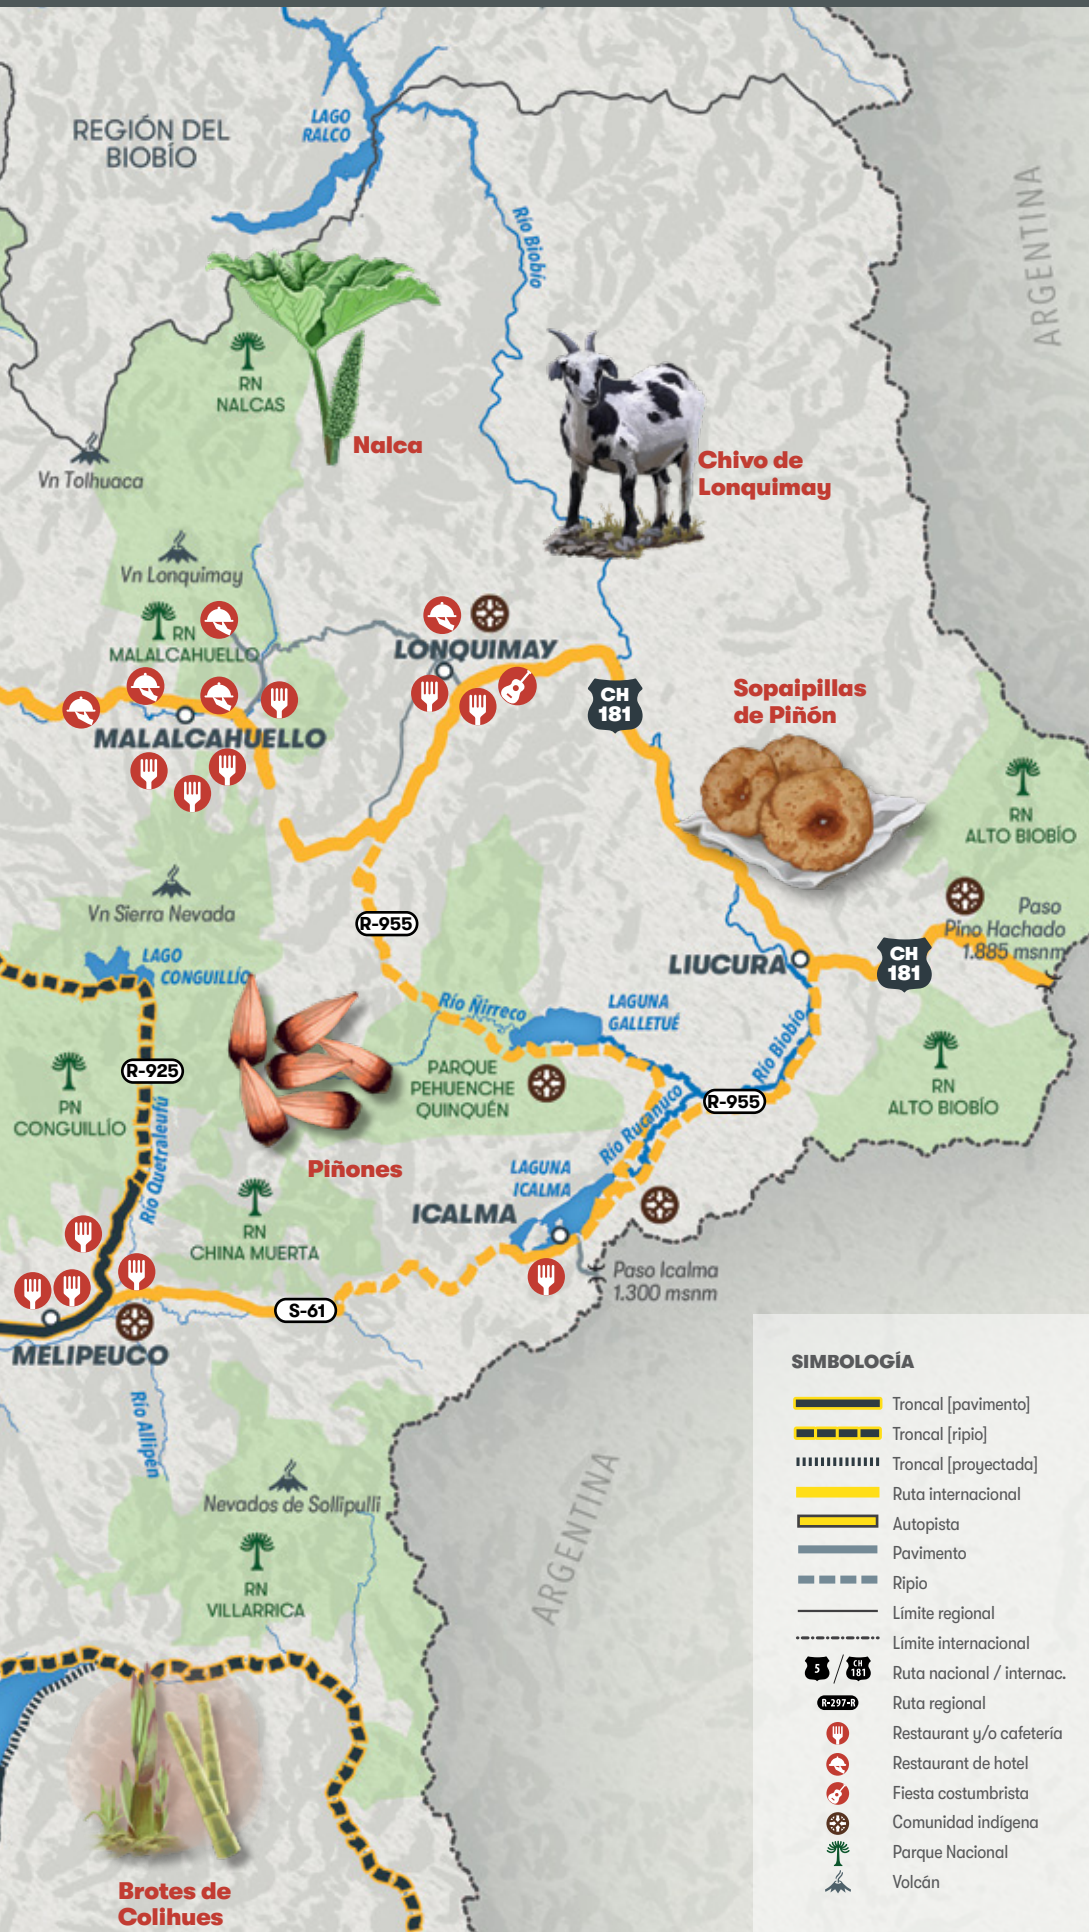 REGIÓN DEL
BIOBÍO
LAGO
RALCO
ARGENTINA
Río Biobío
RN
NALCAS
Nalca
Chivo de
Lonquimay
Vn Tolhuaca
Vn Lonquimay
RN
MALALCAHUELLO
LONQUIMAY
CH
181
Sopaipillas
de Piñón
MALALCAHUELLO
RN
ALTO BIOBÍO
Vn Sierra Nevada
R-955
Paso
Pino Hachado
1.885 msnm
LAGO
CONGUILLÍO
LIUCURA
CH
181
Río Ñirreco
LAGUNA
GALLETUÉ
Río Biobío
R-925
PARQUE
PEHUENCHE
QUINQUÉN
RN
ALTO BIOBÍO
PN
CONGUILLÍO
R-955
Río Rucanuco
Río Quetraleufú
Piñones
LAGUNA
ICALMA
ICALMA
RN
CHINA MUERTA
Paso Icalma
1.300 msnm
S-61
MELIPEUCO
Río Allipén
ARGENTINA
Nevados de Sollipulli
RN
VILLARRICA
Brotes de
Colihues
SIMBOLOGÍA
Troncal [pavimento]
Troncal [ripio]
Troncal [proyectada]
Ruta internacional
Autopista
Pavimento
Ripio
Límite regional
Límite internacional
5 / CH 181 Ruta nacional / internac.
R-297-R Ruta regional
Restaurant y/o cafetería
Restaurant de hotel
Fiesta costumbrista
Comunidad indígena
Parque Nacional
Volcán